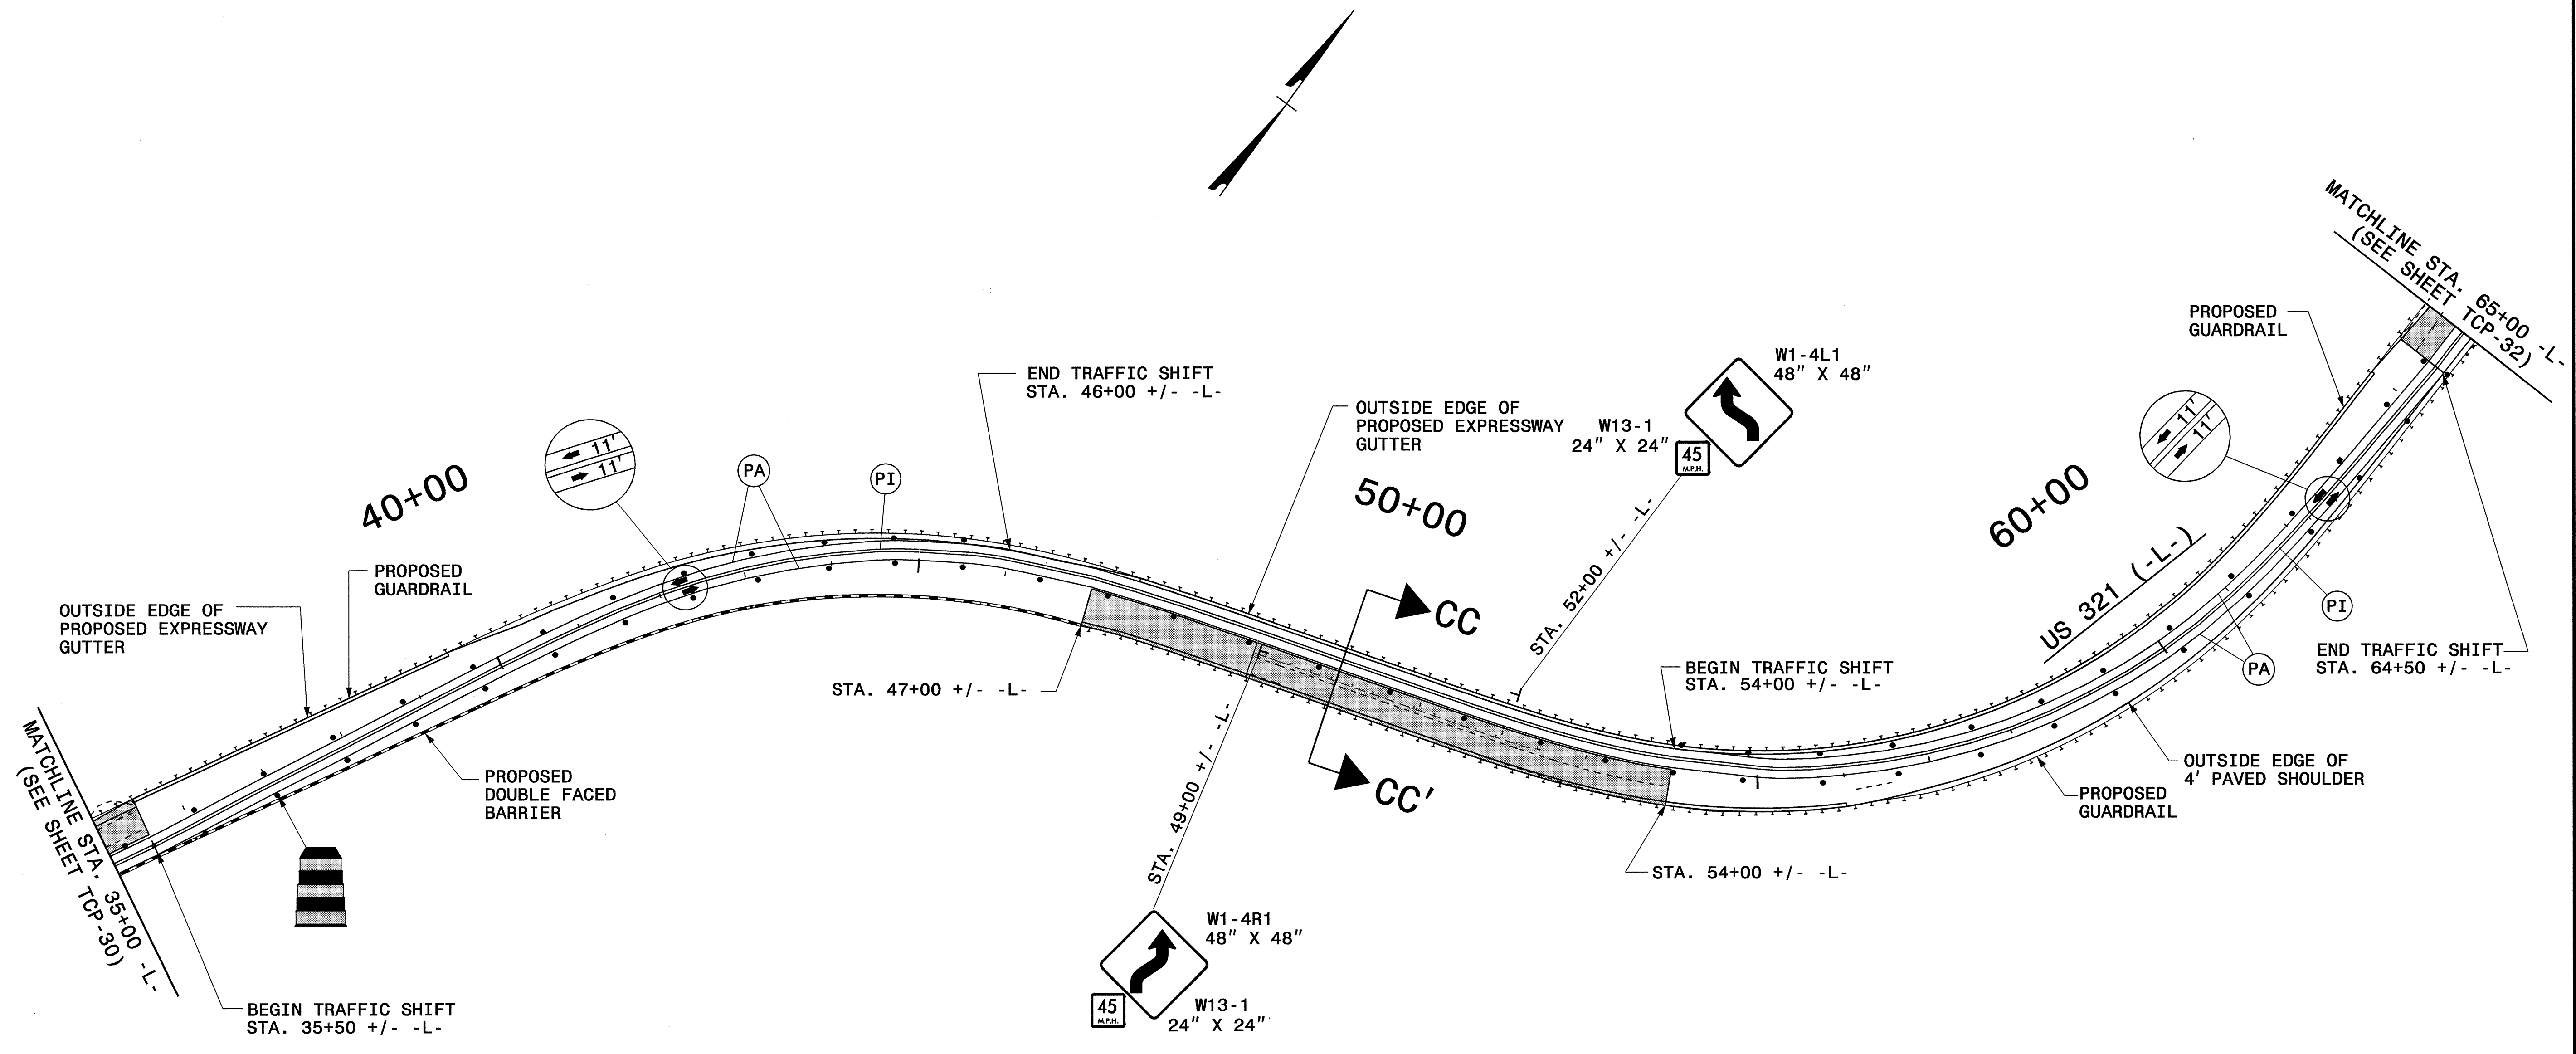 MATCHLINE STA. 65+00 -L-
(SEE SHEET TCP-32)
PROPOSED
GUARDRAIL
W1-4L1
48" X 48"
END TRAFFIC SHIFT
STA. 46+00 +/- -L-
OUTSIDE EDGE OF
PROPOSED EXPRESSWAY
GUTTER
W13-1
24" X 24"
45
M.P.H.
11'
11'
11'
11'
40+00
PA
PI
50+00
60+00
STA. 52+00 +/- -L-
US 321 (-L-)
PROPOSED
GUARDRAIL
OUTSIDE EDGE OF
PROPOSED EXPRESSWAY
GUTTER
CC
PI
END TRAFFIC SHIFT
STA. 64+50 +/- -L-
PA
BEGIN TRAFFIC SHIFT
STA. 54+00 +/- -L-
STA. 47+00 +/- -L-
STA. 49+00 +/- -L-
MATCHLINE STA. 35+00 -L-
(SEE SHEET TCP-30)
PROPOSED
DOUBLE FACED
BARRIER
CC'
OUTSIDE EDGE OF
4' PAVED SHOULDER
PROPOSED
GUARDRAIL
STA. 54+00 +/- -L-
W1-4R1
48" X 48"
45
M.P.H.
W13-1
24" X 24"
BEGIN TRAFFIC SHIFT
STA. 35+50 +/- -L-